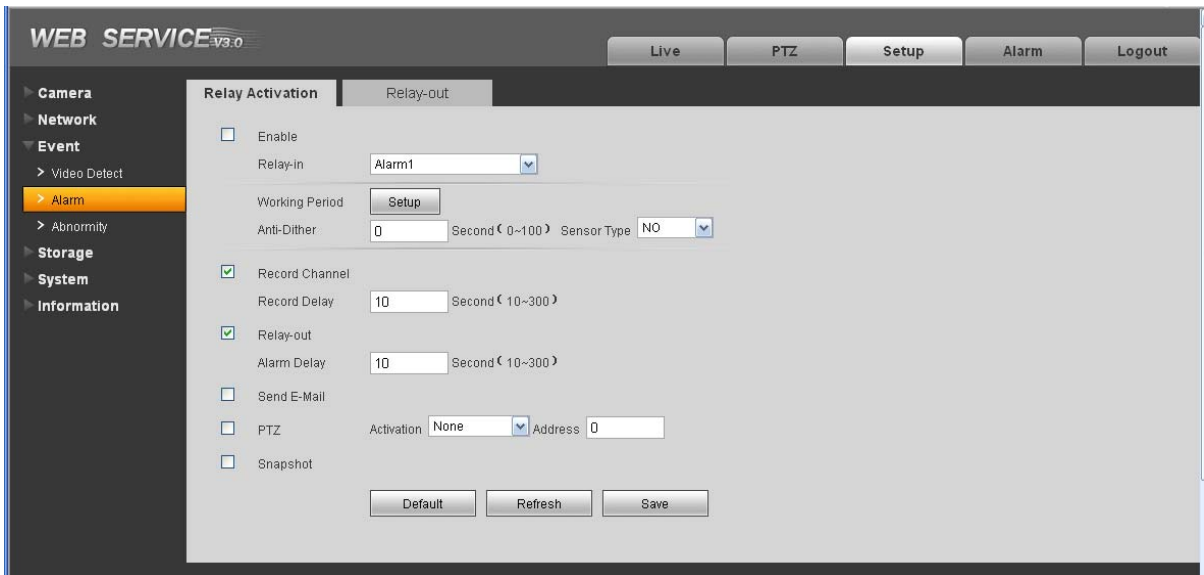 WEB SERVICE V3.0
Live PTZ Setup Alarm Logout
Camera
Network
Event
Video Detect
Alarm
Abnormity
Storage
System
Information
Relay Activation Relay-out
Enable
Relay-in Alarm1
Working Period Setup
Anti-Dither 0 Second ( 0~100 ) Sensor Type NO
Record Channel
Record Delay 10 Second ( 10~300 )
Relay-out
Alarm Delay 10 Second ( 10~300 )
Send E-Mail
PTZ Activation None Address 0
Snapshot
Default Refresh Save